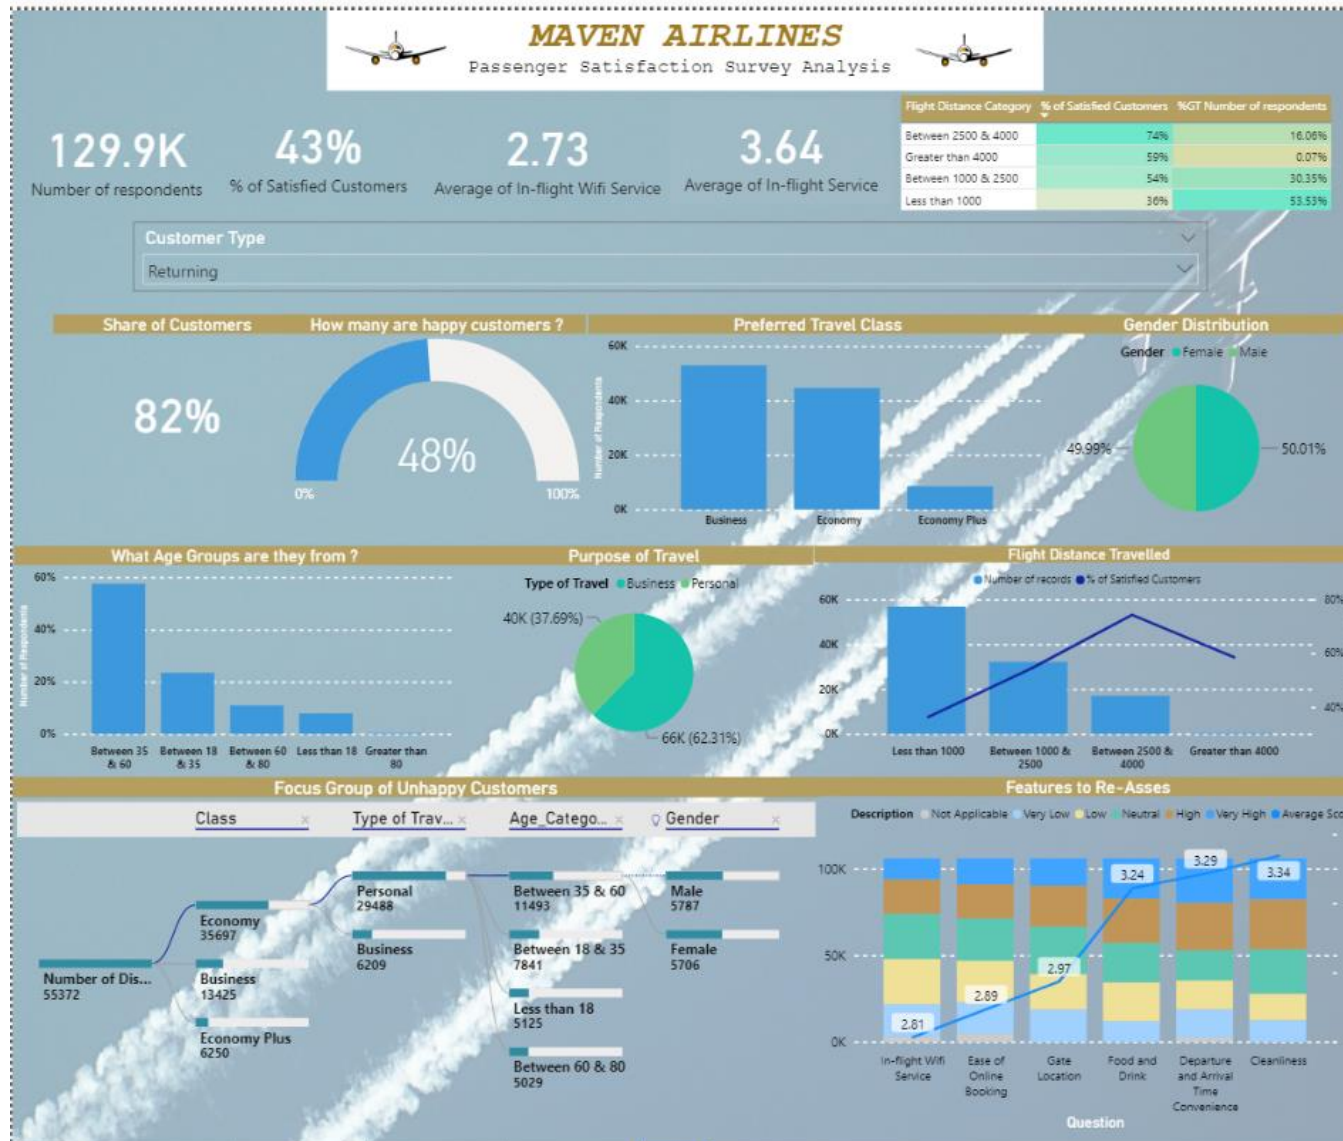 MAVEN AIRLINES
Passenger Satisfaction Survey Analysis
129.9K
Number of respondents
43%
% of Satisfied Customers
2.73
Average of In-flight Wifi Service
3.64
Average of In-flight Service
Flight Distance Category % of Satisfied Customers %GT Number of respondents
Between 2500 & 4000 74% 16.06%
Greater than 4000 59% 0.07%
Between 1000 & 2500 54% 30.35%
Less than 1000 36% 53.53%
Customer Type
Returning
Share of Customers
82%
How many are happy customers ?
48%
0% 100%
Preferred Travel Class
Number of Respondents
60K
40K
20K
0K
Business Economy Economy Plus
Gender Distribution
Gender Female Male
49.99% 50.01%
What Age Groups are they from ?
Number of Respondents
60%
40%
20%
0%
Between 35 & 60
Between 18 & 35
Between 60 & 80
Less than 18
Greater than 80
Purpose of Travel
Type of Travel Business Personal
40K (37.69%)
66K (62.31%)
Flight Distance Travelled
Number of records % of Satisfied Customers
60K 80%
40K 60%
20K 40%
0K
Less than 1000
Between 1000 & 2500
Between 2500 & 4000
Greater than 4000
Focus Group of Unhappy Customers
Class Type of Trav... Age_Catego... Gender
Number of Dis...
55372
Economy
35697
Business
13425
Economy Plus
6250
Personal
29488
Business
6209
Between 35 & 60
11493
Between 18 & 35
7841
Less than 18
5125
Between 60 & 80
5029
Male
5787
Female
5706
Features to Re-Asses
Description Not Applicable Very Low Low Neutral High Very High Average Sco
100K
50K
0K
2.81
2.89
2.97
3.24
3.29
3.34
In-flight Wifi Service
Ease of Online Booking
Gate Location
Food and Drink
Departure and Arrival Time Convenience
Cleanliness
Question